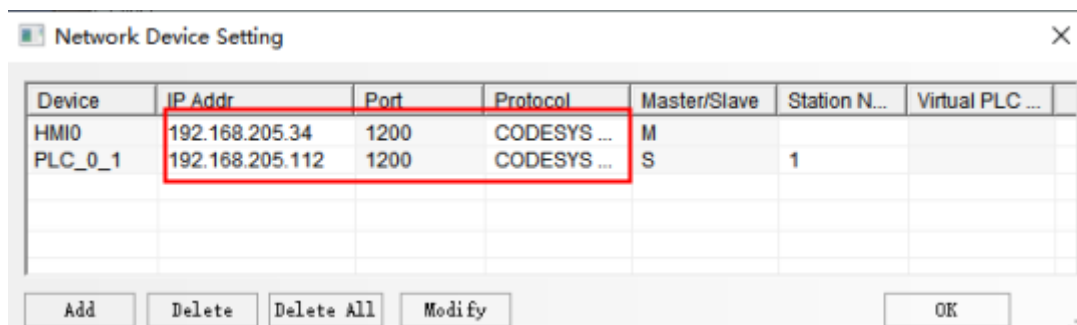 Network Device Setting
Device IP Addr Port Protocol Master/Slave Station N... Virtual PLC ...
HMI0 192.168.205.34 1200 CODESYS ... M
PLC_0_1 192.168.205.112 1200 CODESYS ... S 1
Add Delete Delete All Modify OK